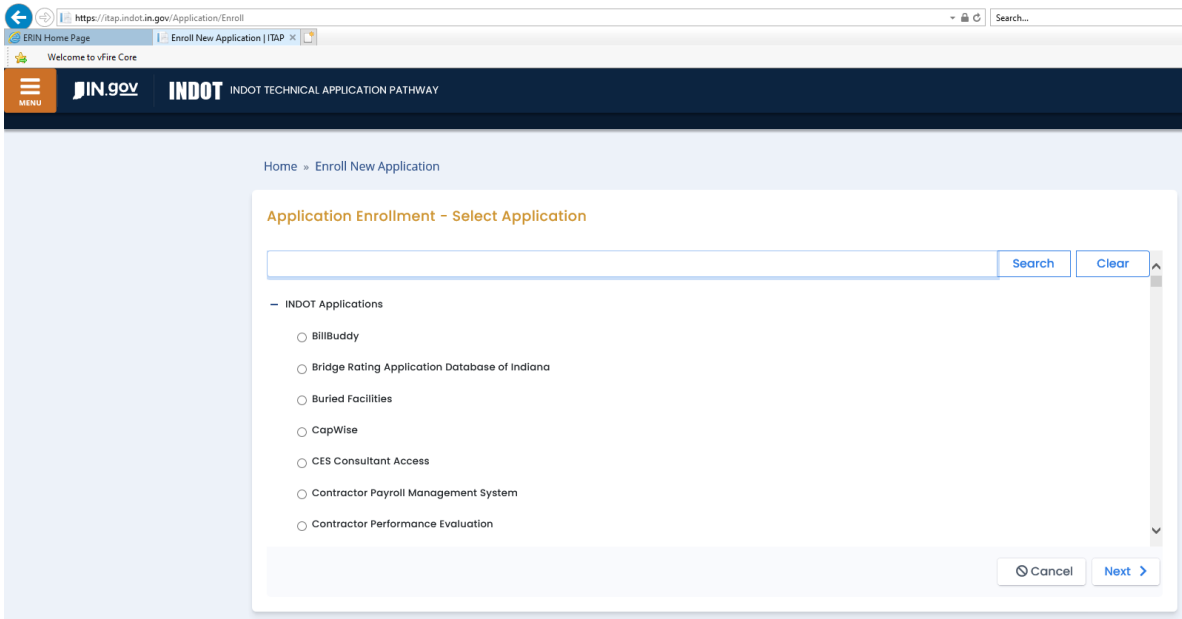 https://itap.indot.in.gov/Application/Enroll
Search...
ERIN Home Page
Enroll New Application | ITAP
Welcome to vFire Core
MENU
IN.gov
INDOT INDOT TECHNICAL APPLICATION PATHWAY
Home » Enroll New Application
Application Enrollment - Select Application
Search
Clear
INDOT Applications
BillBuddy
Bridge Rating Application Database of Indiana
Buried Facilities
CapWise
CES Consultant Access
Contractor Payroll Management System
Contractor Performance Evaluation
Cancel
Next